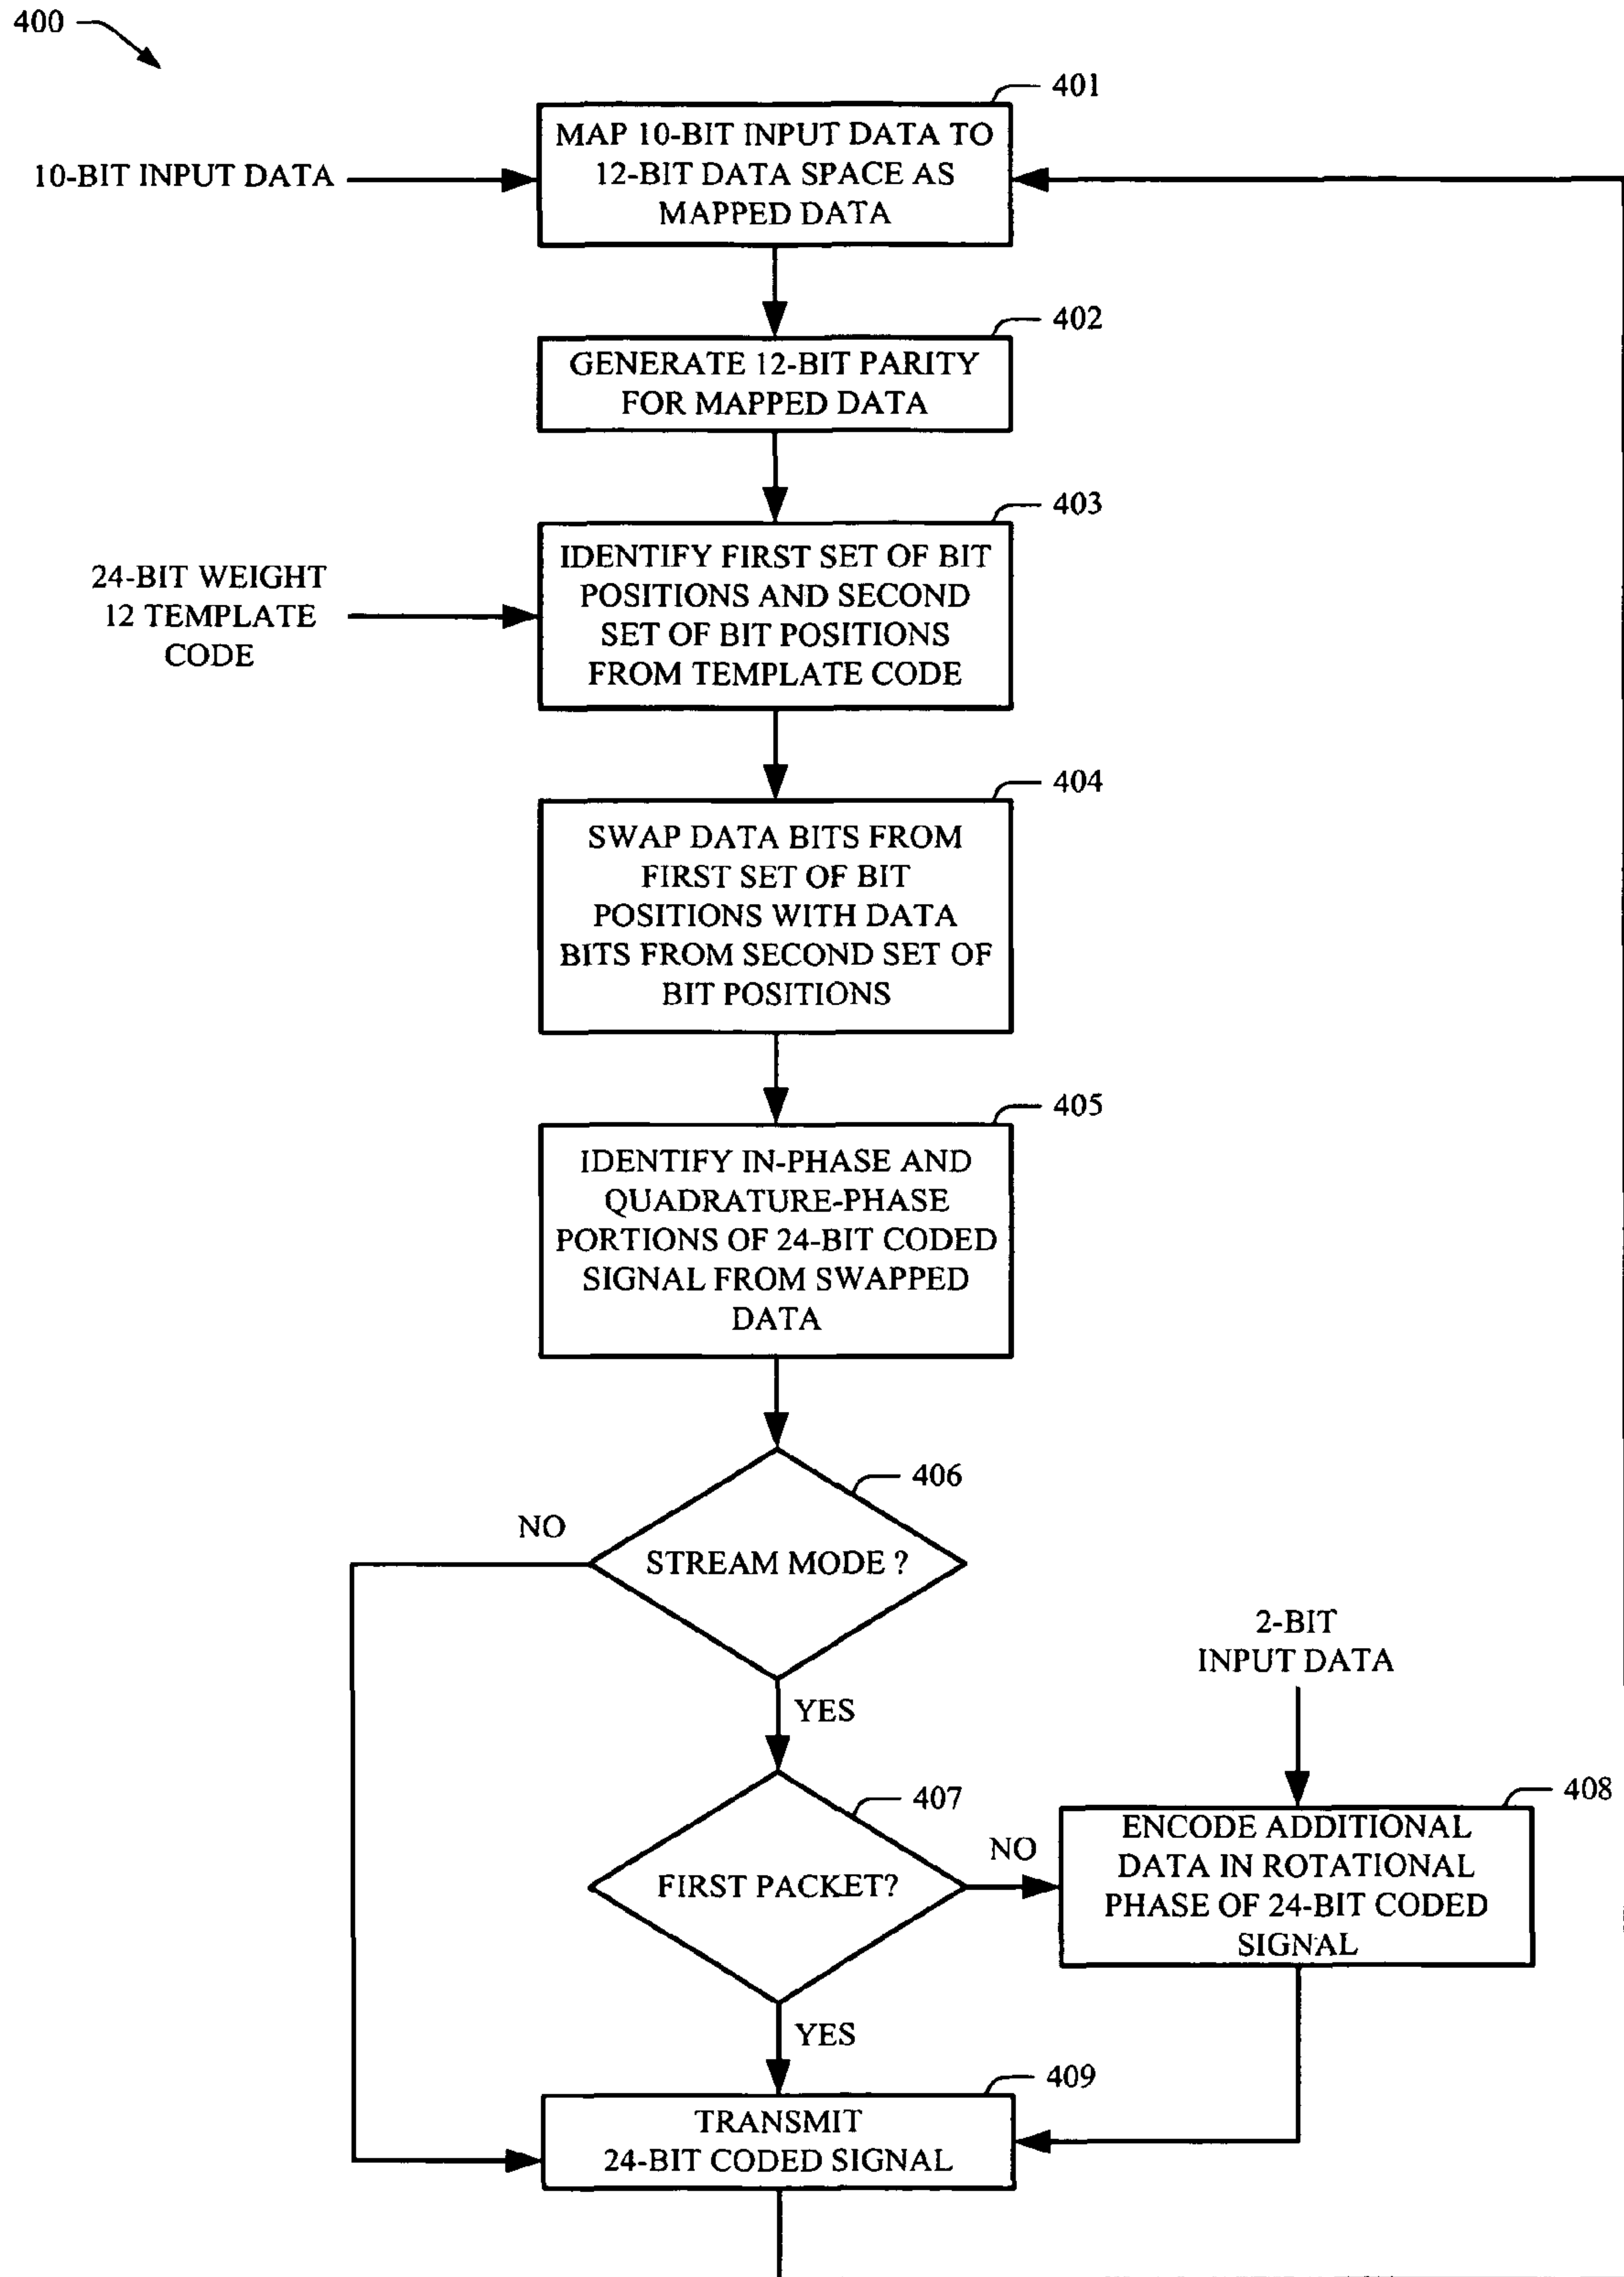 400
401
MAP 10-BIT INPUT DATA TO
12-BIT DATA SPACE AS
MAPPED DATA
10-BIT INPUT DATA
402
GENERATE 12-BIT PARITY
FOR MAPPED DATA
403
IDENTIFY FIRST SET OF BIT
POSITIONS AND SECOND
SET OF BIT POSITIONS
FROM TEMPLATE CODE
24-BIT WEIGHT
12 TEMPLATE
CODE
404
SWAP DATA BITS FROM
FIRST SET OF BIT
POSITIONS WITH DATA
BITS FROM SECOND SET OF
BIT POSITIONS
405
IDENTIFY IN-PHASE AND
QUADRATURE-PHASE
PORTIONS OF 24-BIT CODED
SIGNAL FROM SWAPPED
DATA
406
NO
STREAM MODE ?
YES
2-BIT
INPUT DATA
407
FIRST PACKET?
NO
408
ENCODE ADDITIONAL
DATA IN ROTATIONAL
PHASE OF 24-BIT CODED
SIGNAL
YES
409
TRANSMIT
24-BIT CODED SIGNAL